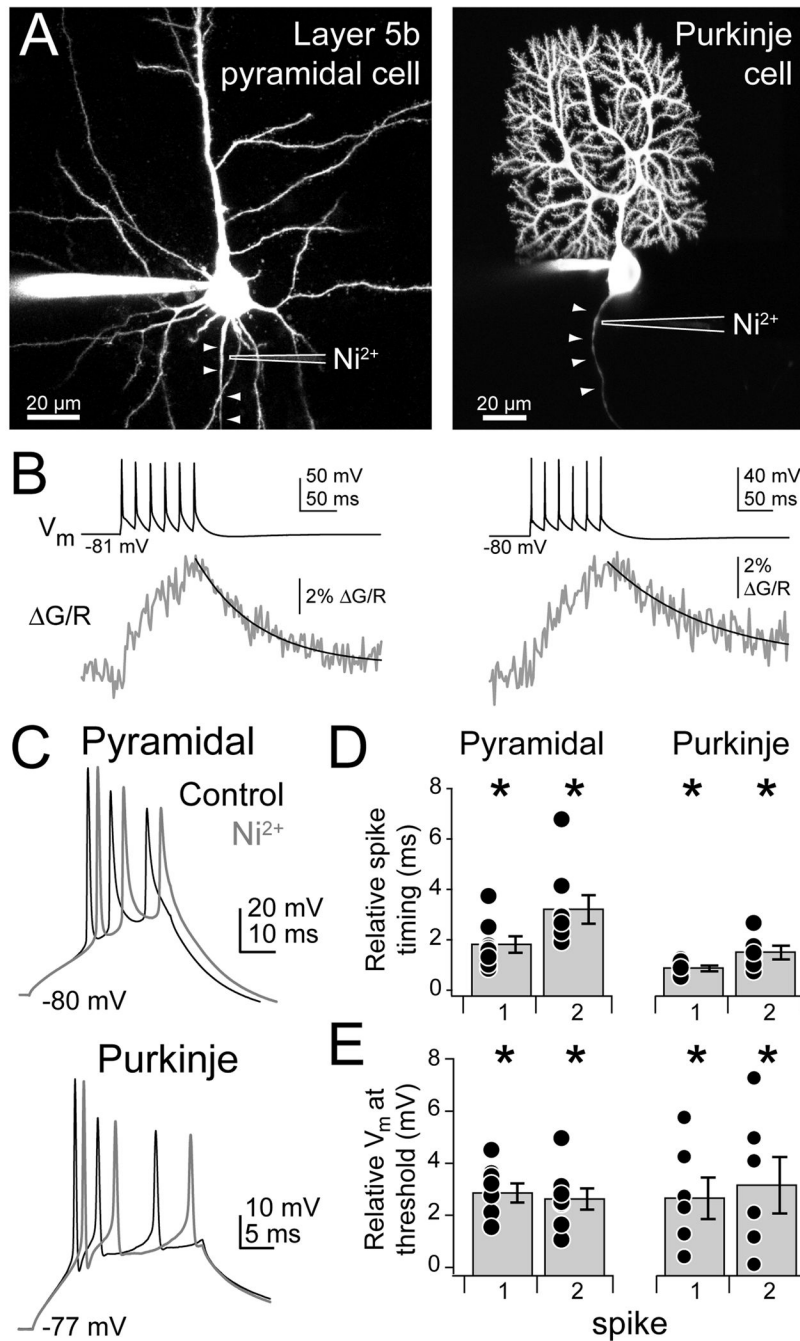 A
Layer 5b
pyramidal cell
Ni²⁺
20 µm
Purkinje
cell
Ni²⁺
20 µm
B
Vₘ
-81 mV
50 mV
50 ms
ΔG/R
2% ΔG/R
-80 mV
40 mV
50 ms
2%
ΔG/R
C
Pyramidal
Control
Ni²⁺
20 mV
10 ms
-80 mV
Purkinje
10 mV
5 ms
-77 mV
D
Pyramidal
Purkinje
Relative spike
timing (ms)
8
6
4
2
0
* * * *
1 2 1 2
E
Relative Vₘ at
threshold (mV)
8
6
4
2
0
* * * *
1 2 1 2
spike